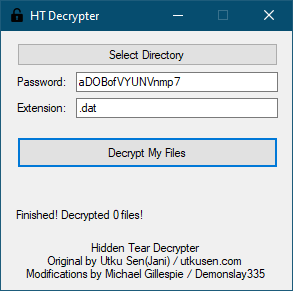 HT Decrypter
Select Directory
Password: aDOBofVYUNVnmp7
Extension: .dat
Decrypt My Files
Finished! Decrypted 0 files!
Hidden Tear Decrypter
Original by Utku Sen(Jani) / utkusen.com
Modifications by Michael Gillespie / Demonslay335